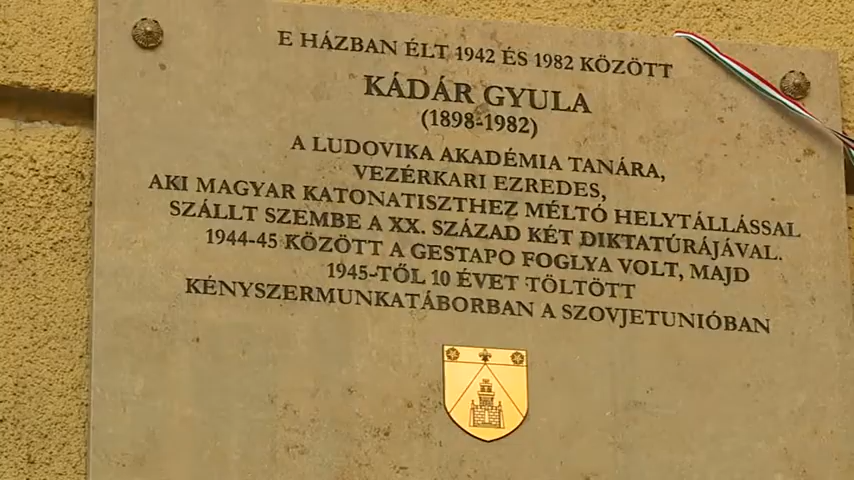 E HÁZBAN ÉLT 1942 ÉS 1982 KÖZÖTT
KÁDÁR GYULA
(1898-1982)
A LUDOVIKA AKADÉMIA TANÁRA,
VEZÉRKARI EZREDES,
AKI MAGYAR KATONATISZTHEZ MÉLTÓ HELYTÁLLÁSSAL
SZÁLLT SZEMBE A XX. SZÁZAD KÉT DIKTATÚRÁJÁVAL.
1944-45 KÖZÖTT A GESTAPO FOGLYA VOLT, MAJD
1945-TŐL 10 ÉVET TÖLTÖTT
KÉNYSZERMUNKATÁBORBAN, A SZOVJETUNIÓBAN